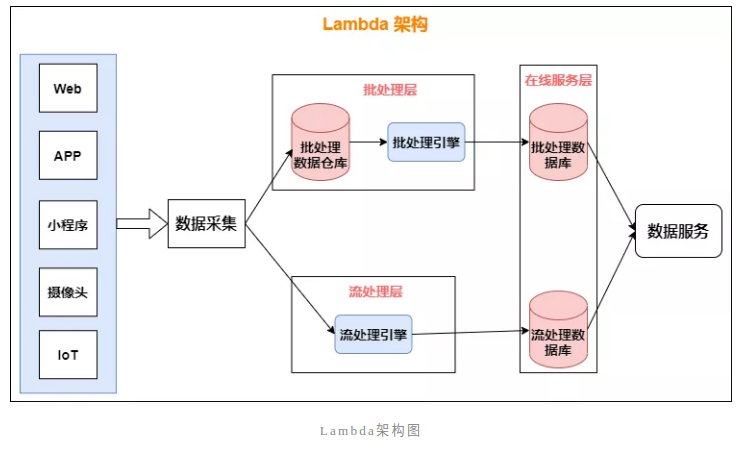 Lambda 架构
Web
APP
小程序
摄像头
IoT
数据采集
批处理层
批处理
数据仓库
批处理引擎
流处理层
流处理引擎
在线服务层
批处理数
据库
流处理数
据库
数据服务
Lambda架构图